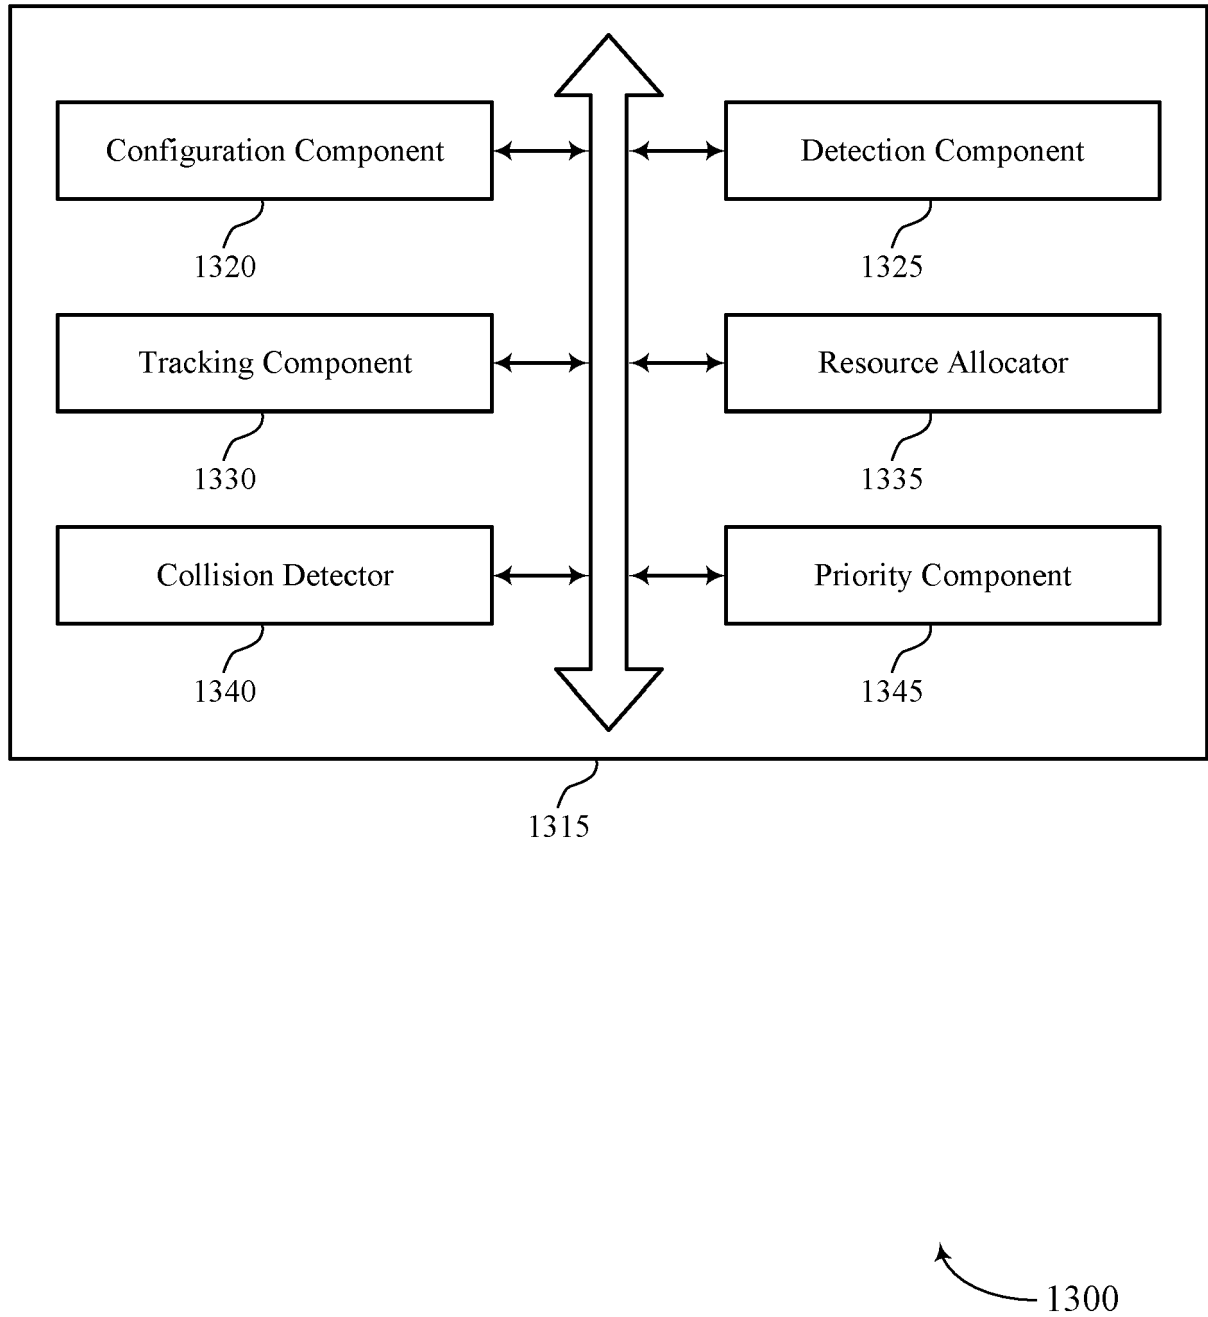 Configuration Component
Detection Component
1320
1325
Tracking Component
Resource Allocator
1330
1335
Collision Detector
Priority Component
1340
1345
1315
1300